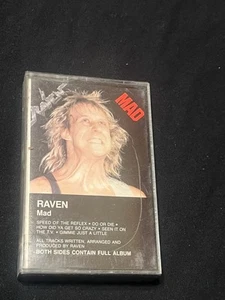 RAVEN
MAD
RAVEN
Mad
SPEED OF THE REFLEX • DO OR DIE •
HOW DID YA GET SO CRAZY • SEEN IT ON
THE T.V. • GIMME JUST A LITTLE
ALL TRACKS WRITTEN, ARRANGED AND
PRODUCED BY RAVEN
BOTH SIDES CONTAIN FULL ALBUM